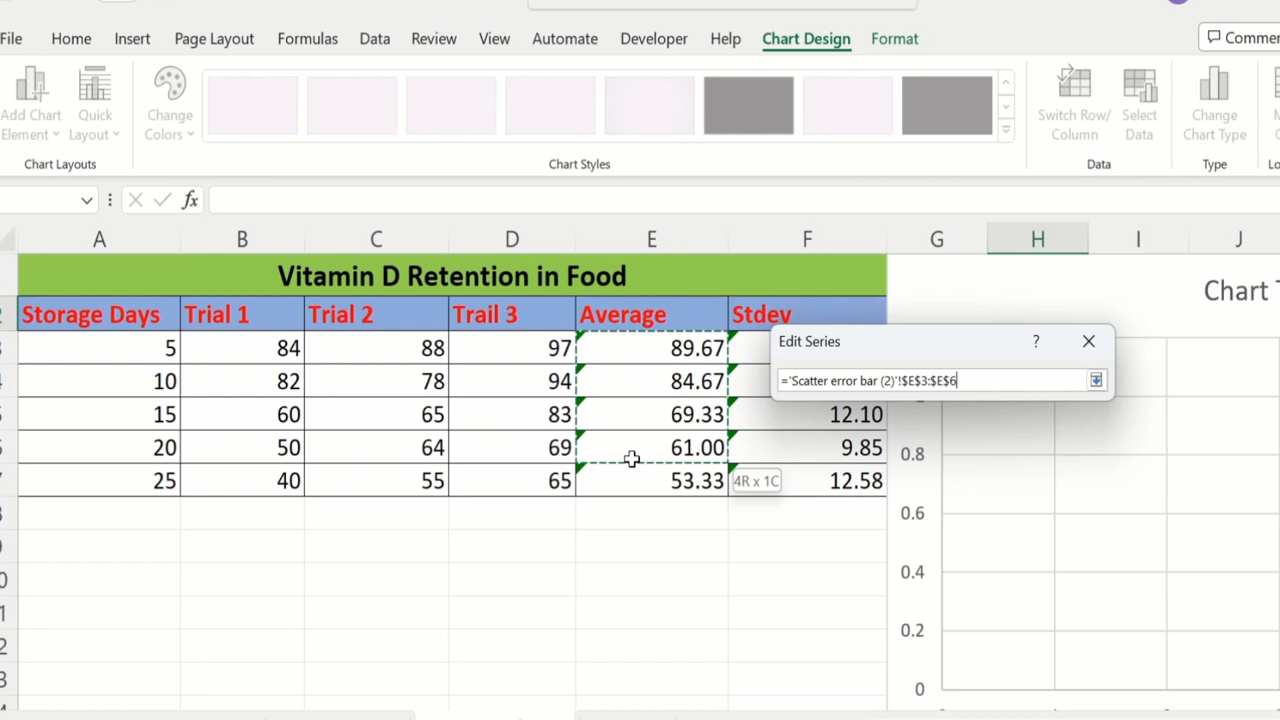 File Home Insert Page Layout Formulas Data Review View Automate Developer Help Chart Design Format Commen
Add Chart Element Quick Layout Change Colors Switch Row/ Column Select Data Change Chart Type
Chart Layouts Chart Styles Data Type Lo
fx
A B C D E F G H I J
Vitamin D Retention in Food
Chart T
Storage Days Trial 1 Trial 2 Trail 3 Average Stdev
Edit Series ?
5 84 88 97 89.67
10 82 78 94 84.67
='Scatter error bar (2)'!$E$3:$E$6
15 60 65 83 69.33 12.10
20 50 64 69 61.00 9.85
25 40 55 65 53.33 12.58
4R x 1C
0.8
0.6
0.4
0.2
0